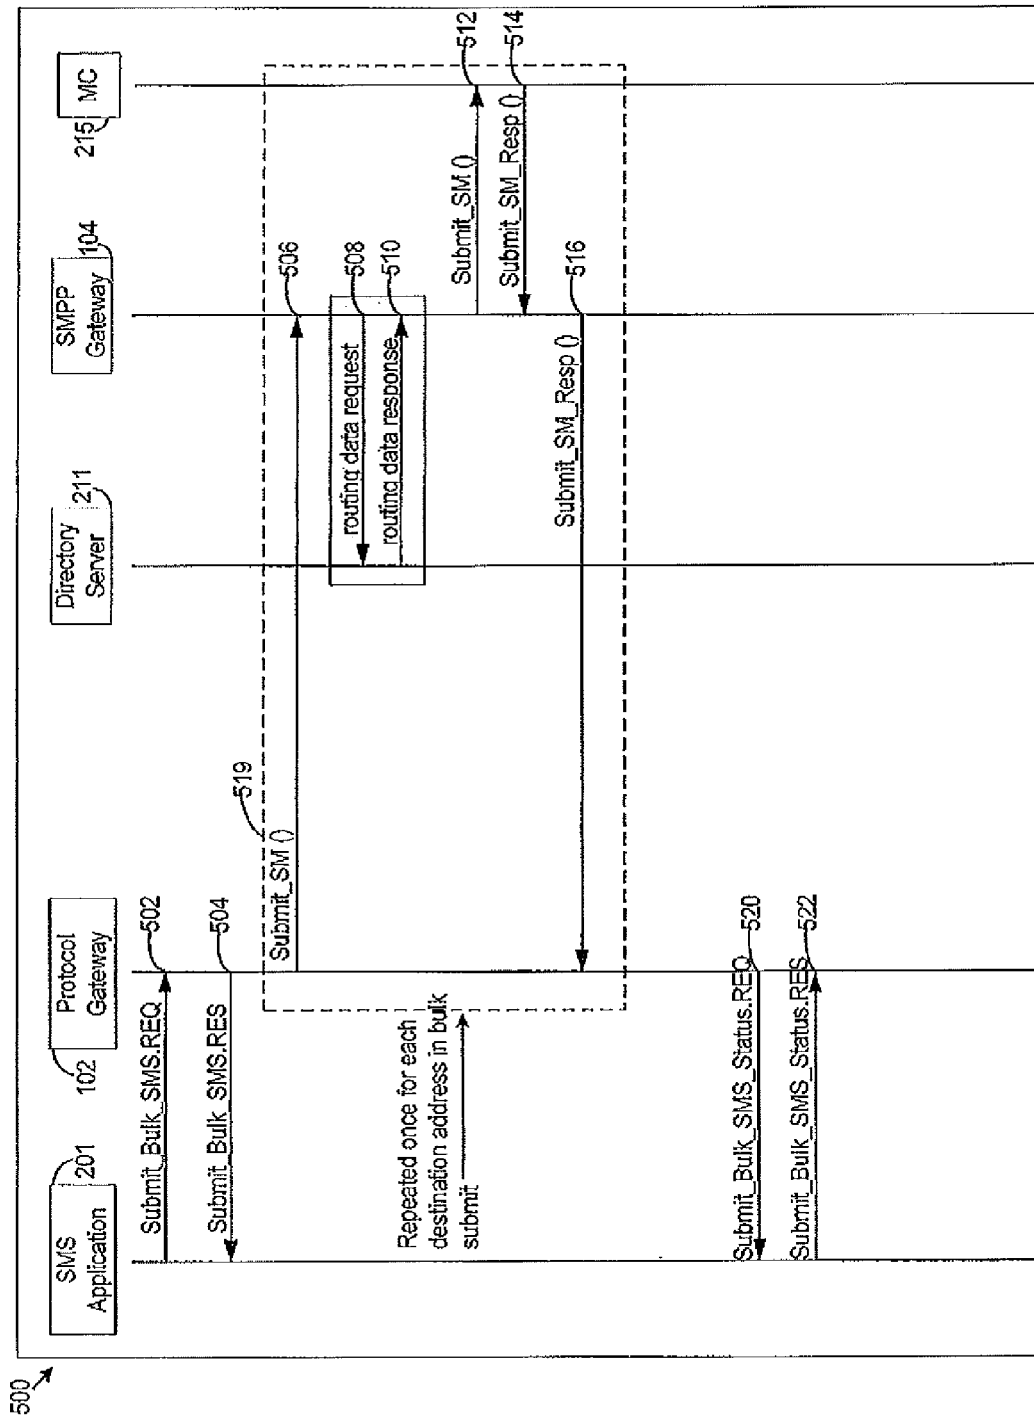 500
SMS
Application
201
Protocol
Gateway
102
Directory
Server
211
SMPP
Gateway
104
MC
215
Submit_Bulk_SMS.REQ
502
Submit_Bulk_SMS.RES
504
519
Submit_SM ()
506
routing data request
508
routing data response
510
Submit_SM ()
512
Submit_SM_Resp ()
514
Submit_SM_Resp ()
516
Repeated once for each
destination address in bulk
submit
Submit_Bulk_SMS_Status.REQ
520
Submit_Bulk_SMS_Status.RES
522